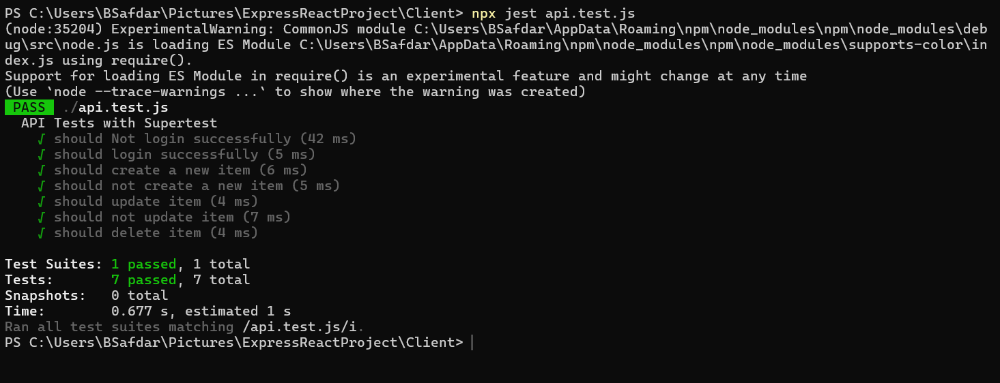 PS C:\Users\BSafdar\Pictures\ExpressReactProject\Client> npx jest api.test.js
(node:35204) ExperimentalWarning: CommonJS module C:\Users\BSafdar\AppData\Roaming\npm\node_modules\npm\node_modules\deb
ug\src\node.js is loading ES Module C:\Users\BSafdar\AppData\Roaming\npm\node_modules\npm\node_modules\supports-color\in
dex.js using require().
Support for loading ES Module in require() is an experimental feature and might change at any time
(Use `node --trace-warnings ...` to show where the warning was created)
PASS ./api.test.js
API Tests with Supertest
√ should Not login successfully (42 ms)
√ should login successfully (5 ms)
√ should create a new item (6 ms)
√ should not create a new item (5 ms)
√ should update item (4 ms)
√ should not update item (7 ms)
√ should delete item (4 ms)
Test Suites: 1 passed, 1 total
Tests: 7 passed, 7 total
Snapshots: 0 total
Time: 0.677 s, estimated 1 s
Ran all test suites matching /api.test.js/i.
PS C:\Users\BSafdar\Pictures\ExpressReactProject\Client>